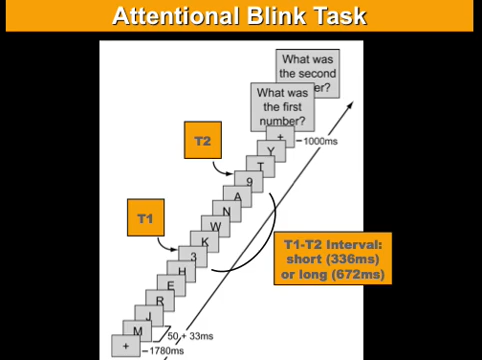 Attentional Blink Task
What was
the second
er?
What was
the first
number?
+
1000ms
Y
T
T2
9
A
N
W
T1
K
3
T1-T2 Interval:
short (336ms)
or long (672ms)
H
E
R
J
M
50 + 33ms
+
1780ms